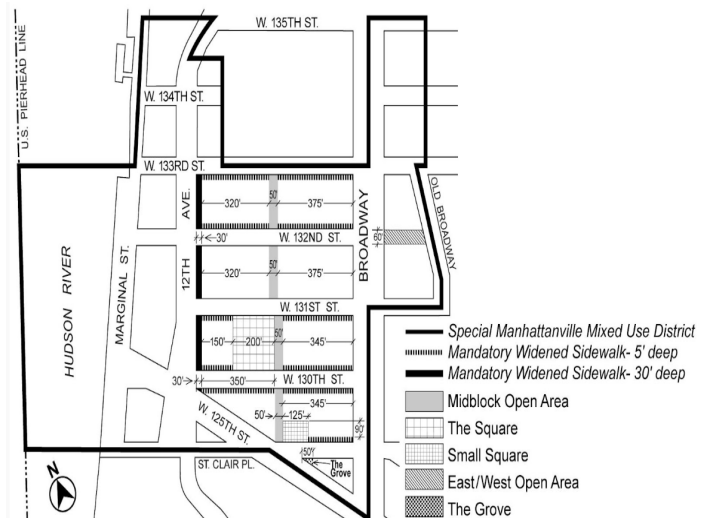 W. 135TH ST.
U.S. PIERHEAD LINE
W. 134TH ST.
W. 133RD ST.
AVE.
12TH
320'
50'
375'
BROADWAY
OLD BROADWAY
30'
W. 132ND ST.
60'
HUDSON RIVER
MARGINAL ST.
320'
50'
375'
W. 131ST ST.
150'
200'
50'
345'
30'
350'
W. 130TH ST.
345'
50'
125'
90'
W. 125TH ST.
50'
The
Grove
ST. CLAIR PL.
N
Special Manhattanville Mixed Use District
Mandatory Widened Sidewalk- 5' deep
Mandatory Widened Sidewalk- 30' deep
Midblock Open Area
The Square
Small Square
East/West Open Area
The Grove